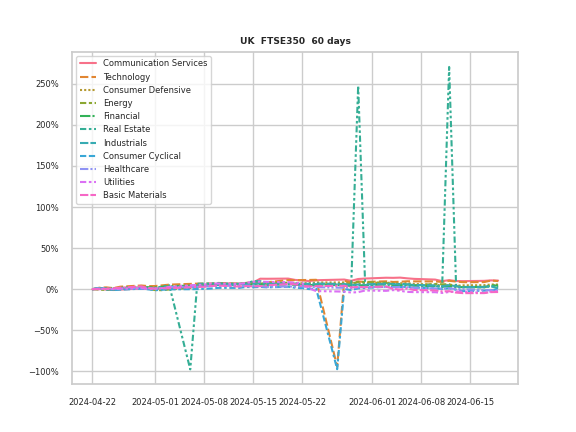 UK FTSE350 60 days
Communication Services
Technology
Consumer Defensive
Energy
Financial
Real Estate
Industrials
Consumer Cyclical
Healthcare
Utilities
Basic Materials
250%
200%
150%
100%
50%
0%
−50%
−100%
2024-04-22 2024-05-01 2024-05-08 2024-05-15 2024-05-22 2024-06-01 2024-06-08 2024-06-15